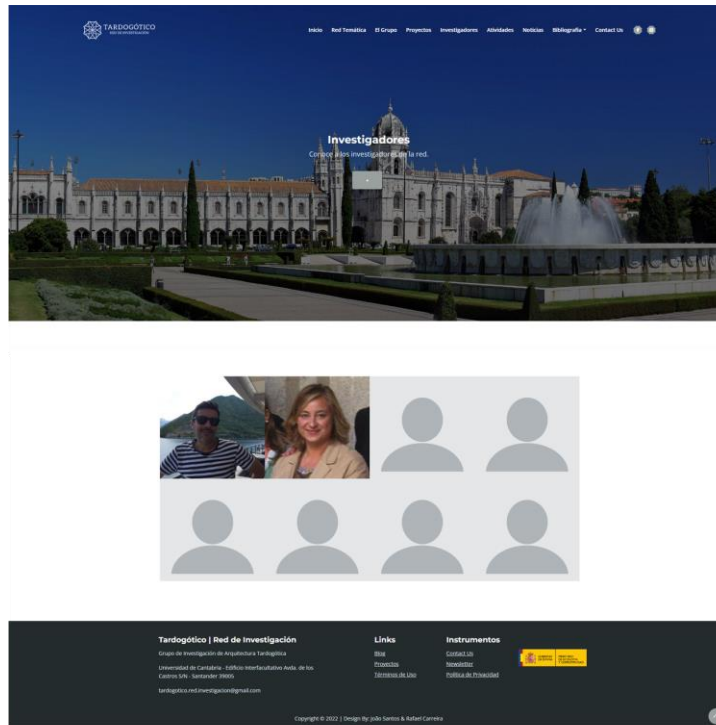 TARDOGÓTICO
RED DE INVESTIGACIÓN
Inicio Red Temática El Grupo Proyectos Investigadores Atividades Noticias Bibliografia Contact Us
Investigadores
Conoce a los investigadores de la red.
+
Tardogótico | Red de Investigación
Grupo de Investigación de Arquitectura Tardogótica
Universidad de Cantabria - Edificio Interfacultativo Avda. de los
Castros S/N - Santander 39005
tardogotico.red.investigacion@gmail.com
Links
Blog
Proyectos
Términos de Uso
Instrumentos
Contact Us
Newsletter
Política de Privacidad
Copyright © 2022 | Design By: João Santos & Rafael Carreira